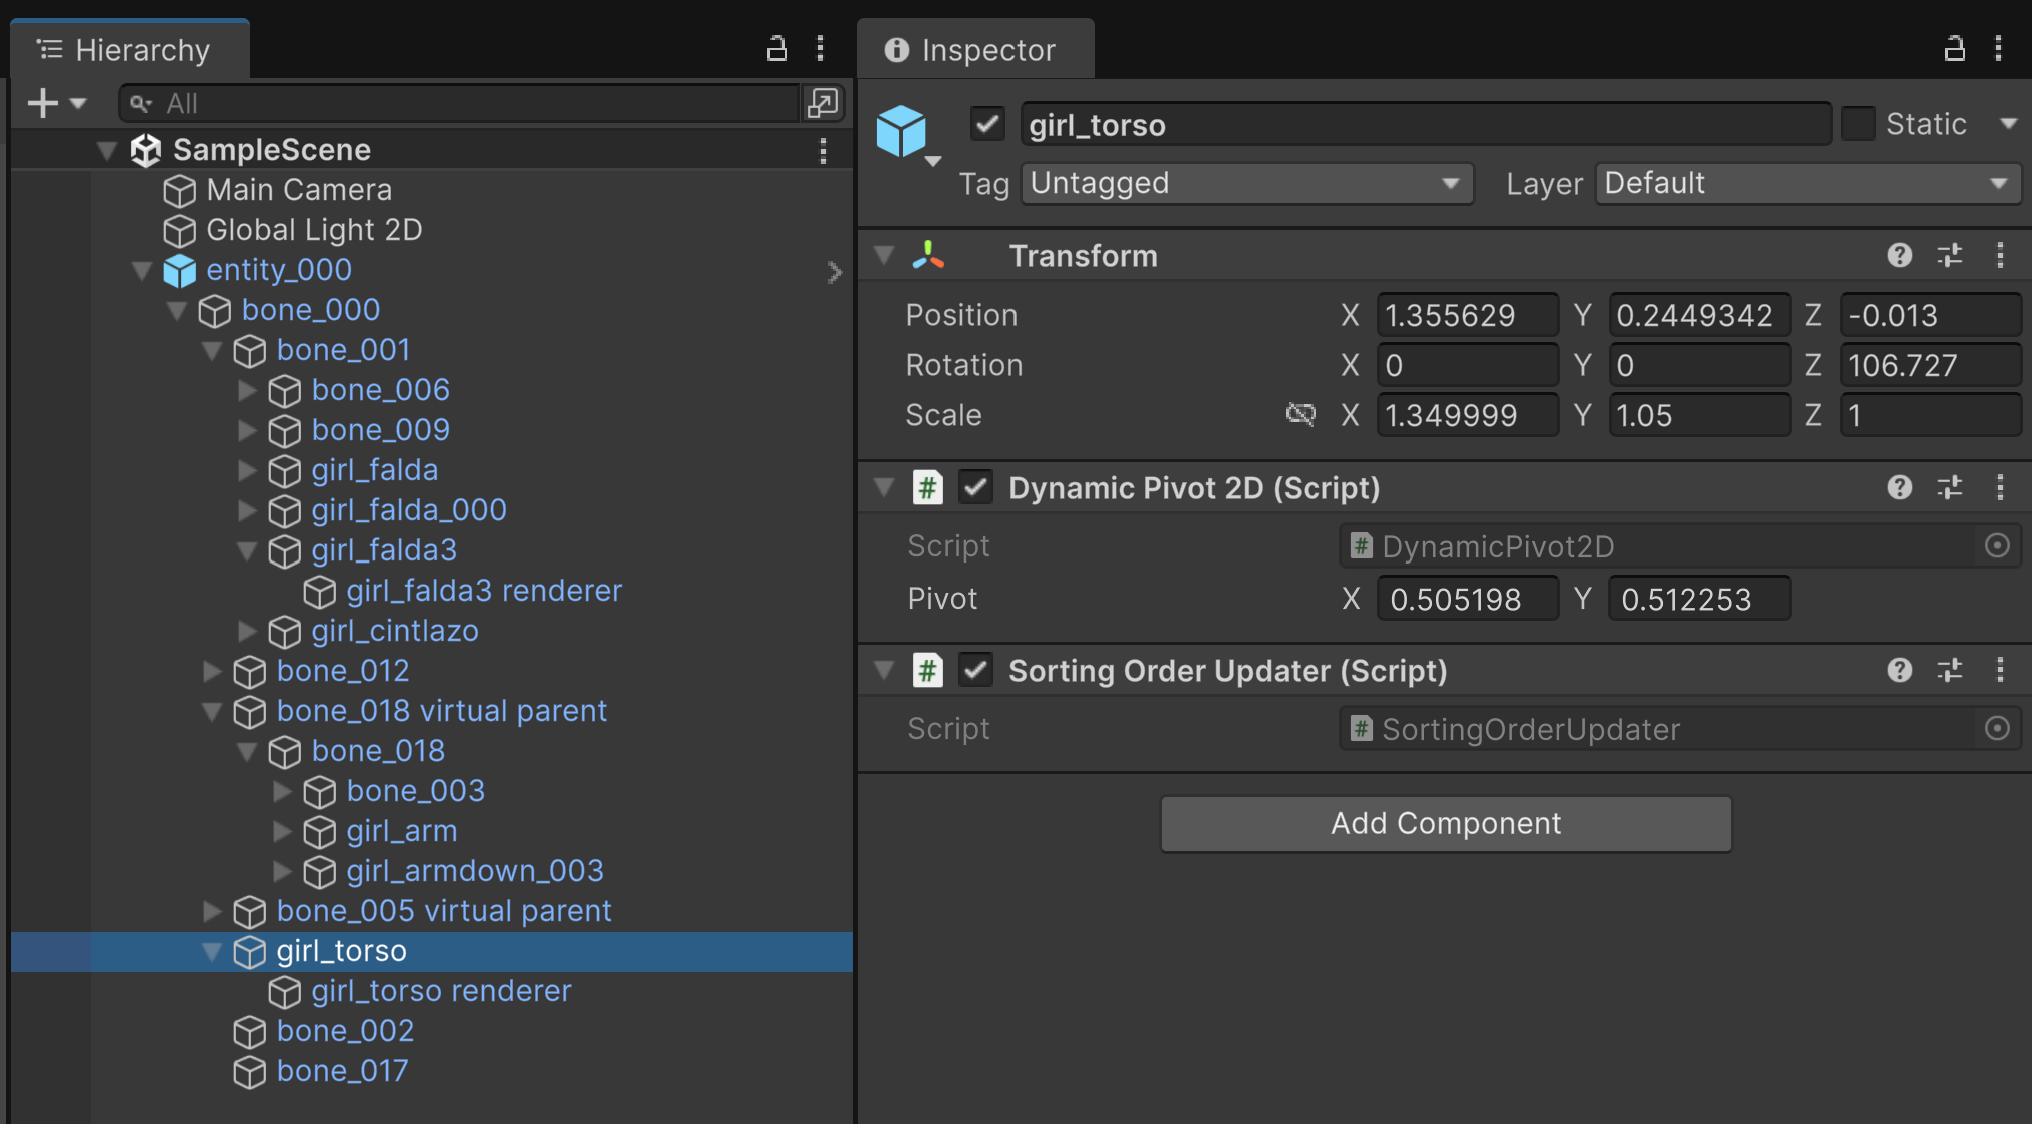 Hierarchy
All
SampleScene
Main Camera
Global Light 2D
entity_000
bone_000
bone_001
bone_006
bone_009
girl_falda
girl_falda_000
girl_falda3
girl_falda3 renderer
girl_cintlazo
bone_012
bone_018 virtual parent
bone_018
bone_003
girl_arm
girl_armdown_003
bone_005 virtual parent
girl_torso
girl_torso renderer
bone_002
bone_017
Inspector
girl_torso Static
Tag Untagged Layer Default
Transform
Position X 1.355629 Y 0.2449342 Z -0.013
Rotation X 0 Y 0 Z 106.727
Scale X 1.349999 Y 1.05 Z 1
# Dynamic Pivot 2D (Script)
Script # DynamicPivot2D
Pivot X 0.505198 Y 0.512253
# Sorting Order Updater (Script)
Script # SortingOrderUpdater
Add Component